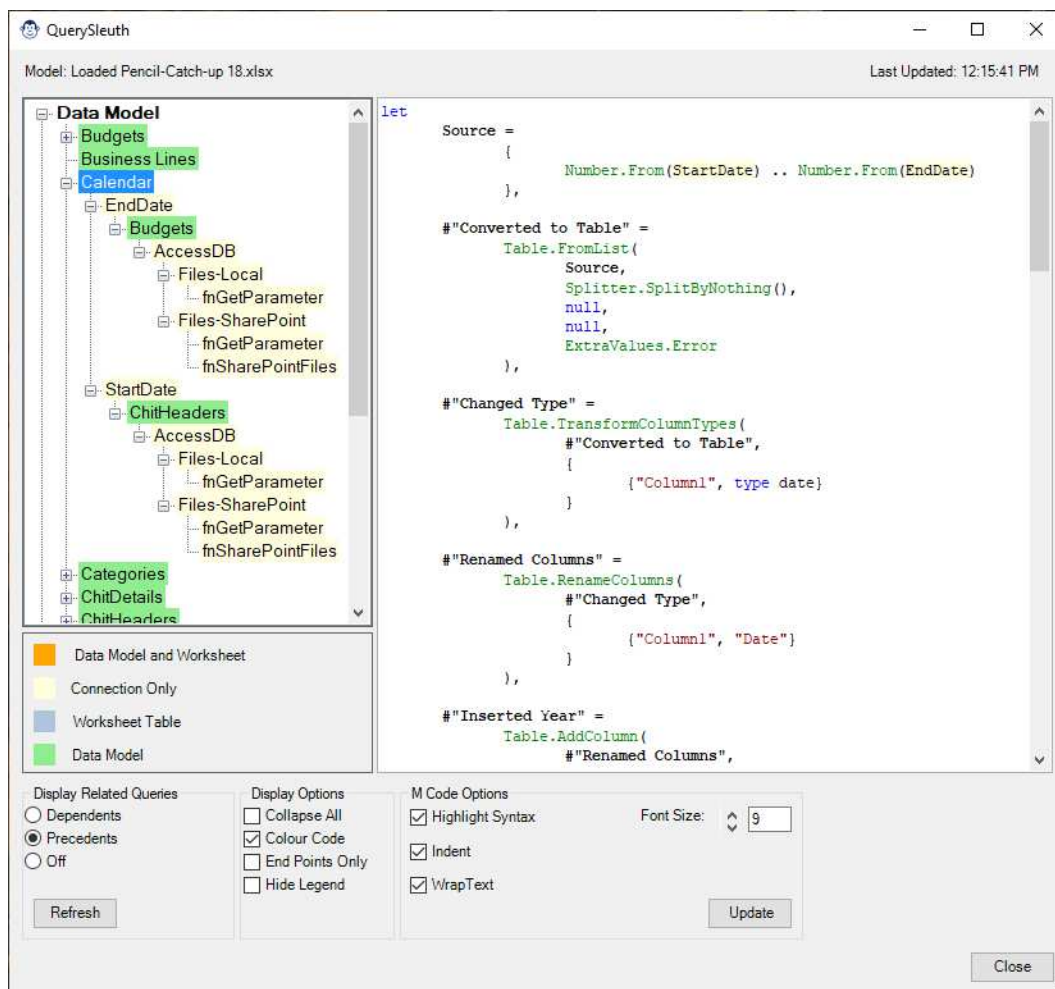 QuerySleuth
Model: Loaded Pencil-Catch-up 18.xlsx
Last Updated: 12:15:41 PM
Data Model
Budgets
Business Lines
Calendar
EndDate
Budgets
AccessDB
Files-Local
fnGetParameter
Files-SharePoint
fnGetParameter
fnSharePointFiles
StartDate
ChitHeaders
AccessDB
Files-Local
fnGetParameter
Files-SharePoint
fnGetParameter
fnSharePointFiles
Categories
ChitDetails
ChitHeaders
Data Model and Worksheet
Connection Only
Worksheet Table
Data Model
let
Source =
{
Number.From(StartDate) .. Number.From(EndDate)
},
#"Converted to Table" =
Table.FromList(
Source,
Splitter.SplitByNothing(),
null,
null,
ExtraValues.Error
),
#"Changed Type" =
Table.TransformColumnTypes(
#"Converted to Table",
{
{"Column1", type date}
}
),
#"Renamed Columns" =
Table.RenameColumns(
#"Changed Type",
{
{"Column1", "Date"}
}
),
#"Inserted Year" =
Table.AddColumn(
#"Renamed Columns",
Display Related Queries
Dependents
Precedents
Off
Refresh
Display Options
Collapse All
Colour Code
End Points Only
Hide Legend
M Code Options
Highlight Syntax
Indent
WrapText
Font Size: 9
Update
Close